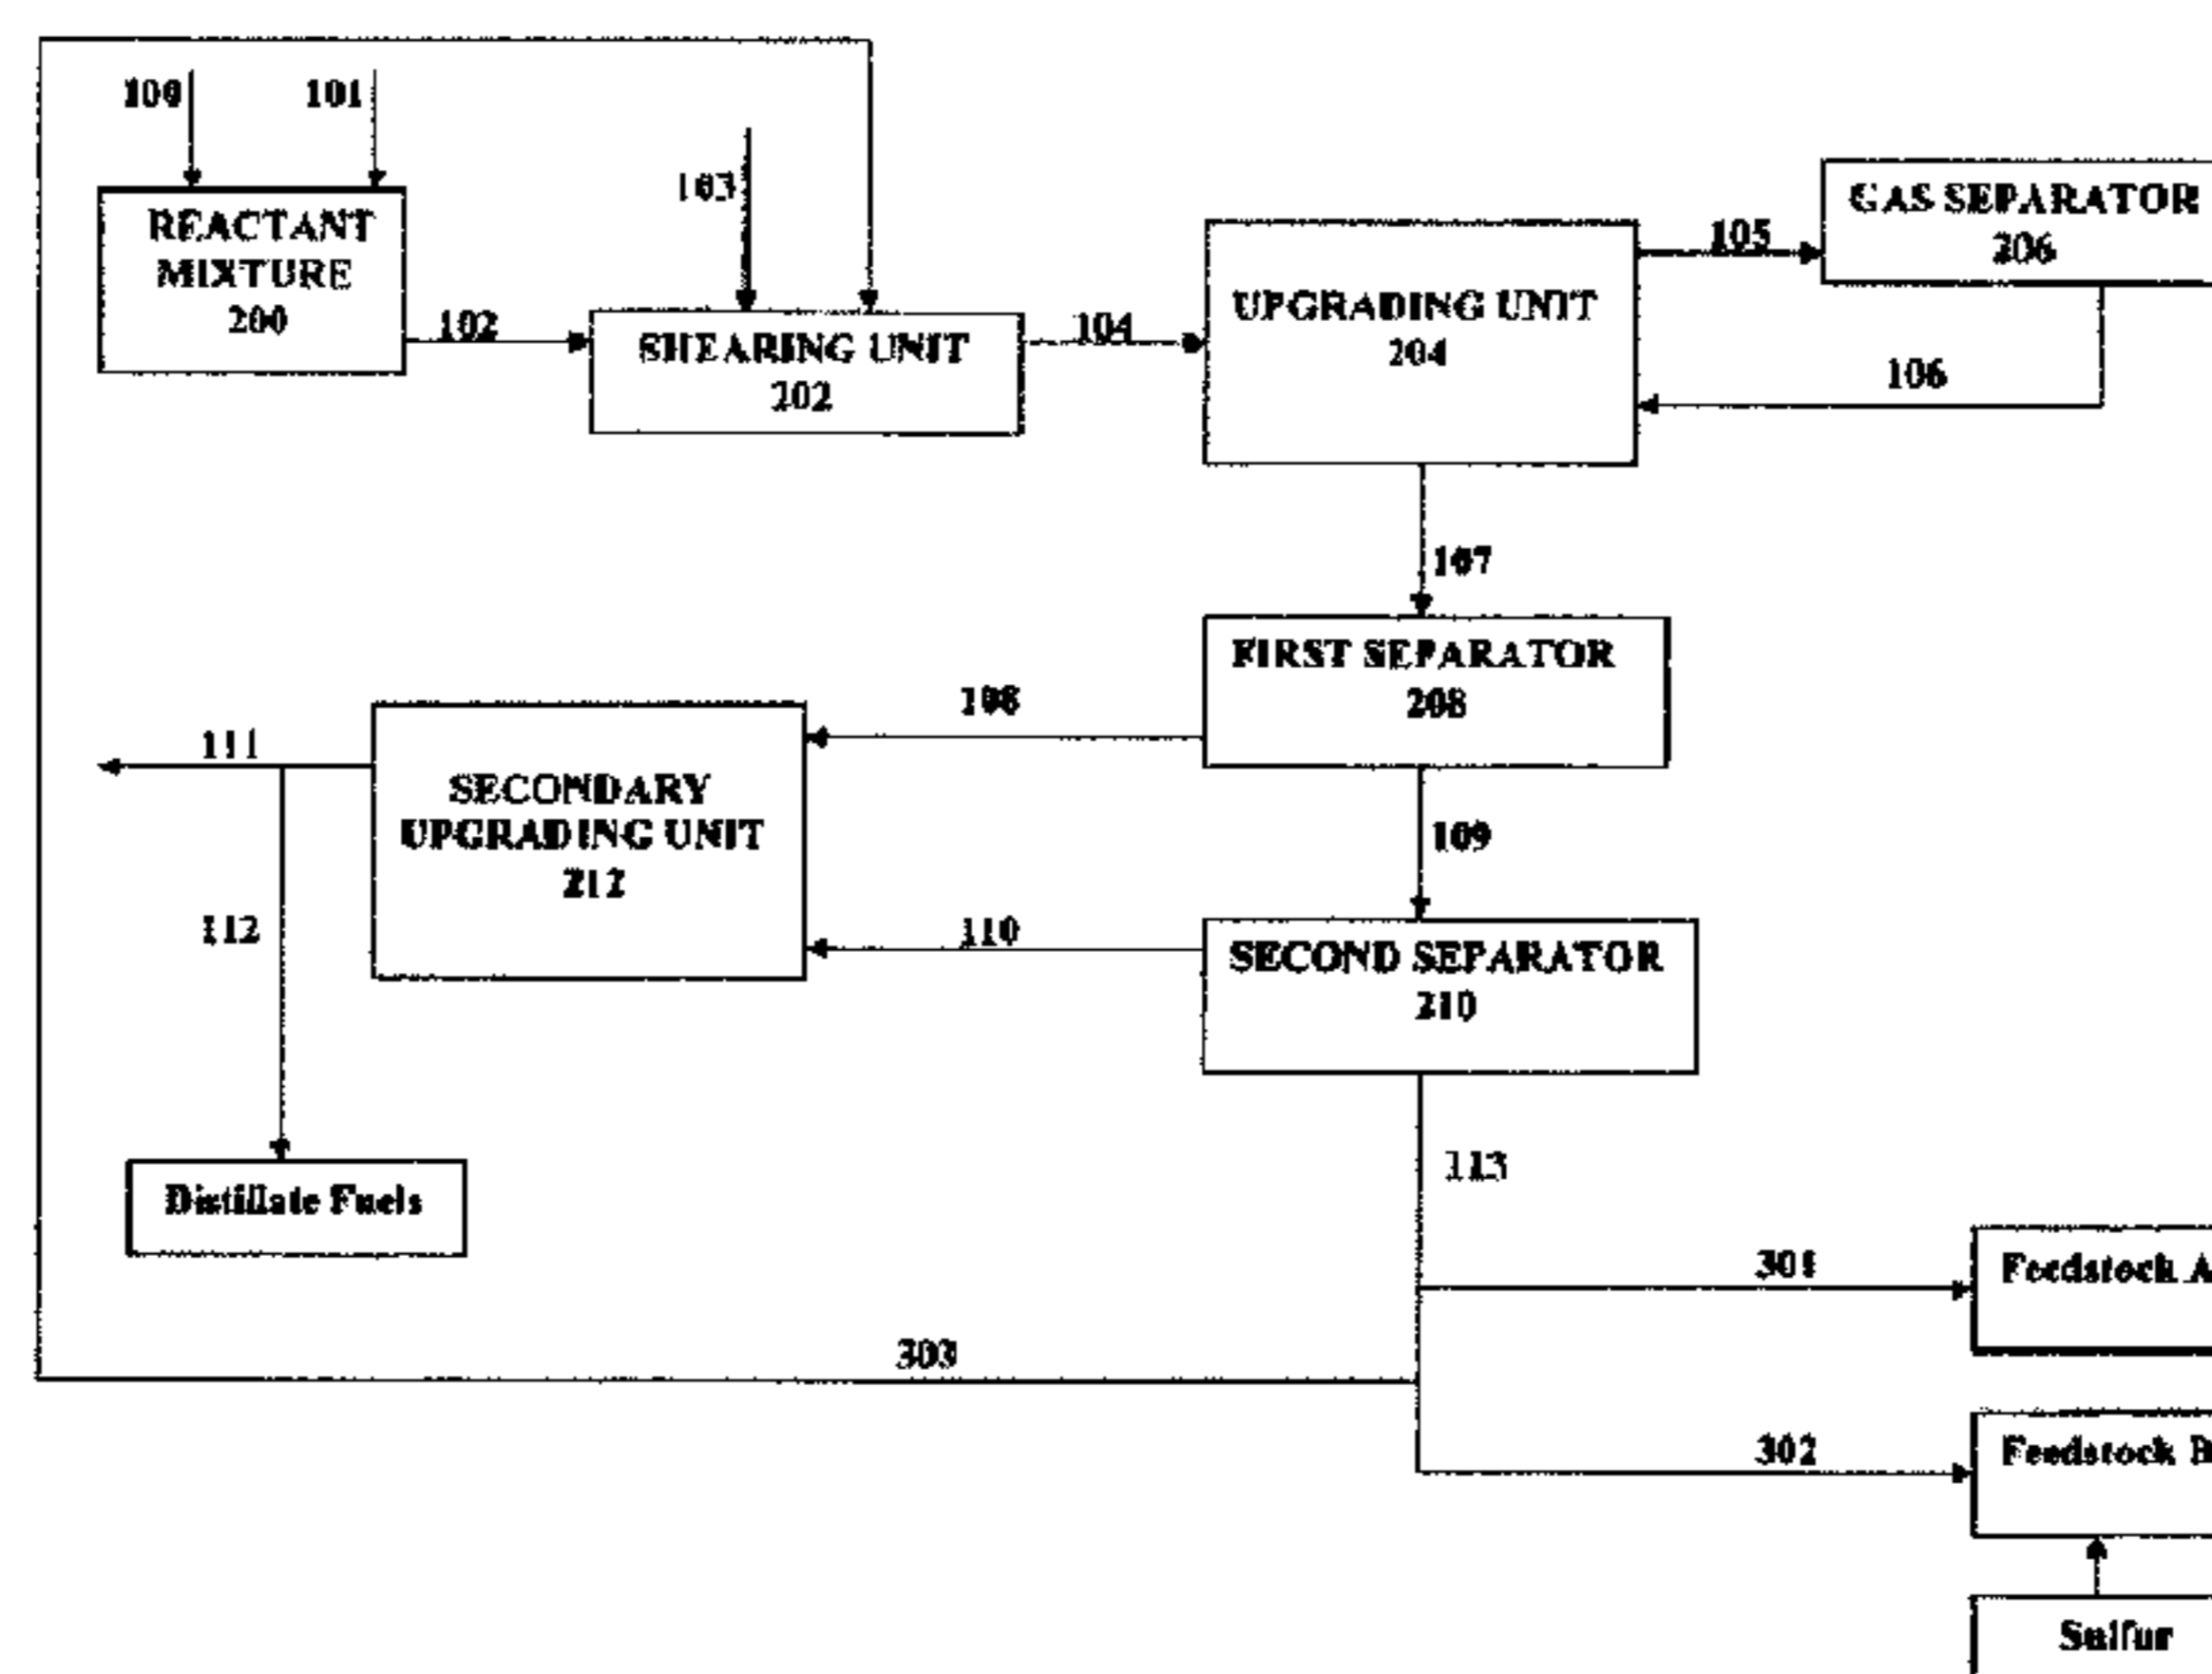 100
101
103
REACTANT
MIXTURE
200
102
SHEARING UNIT
202
104
UPGRADING UNIT
204
105
GAS SEPARATOR
206
106
107
FIRST SEPARATOR
208
108
109
SECONDARY
UPGRADING UNIT
212
111
112
110
SECOND SEPARATOR
210
113
Distillate Fuels
301
Feedstock A
303
302
Feedstock B
Sulfur